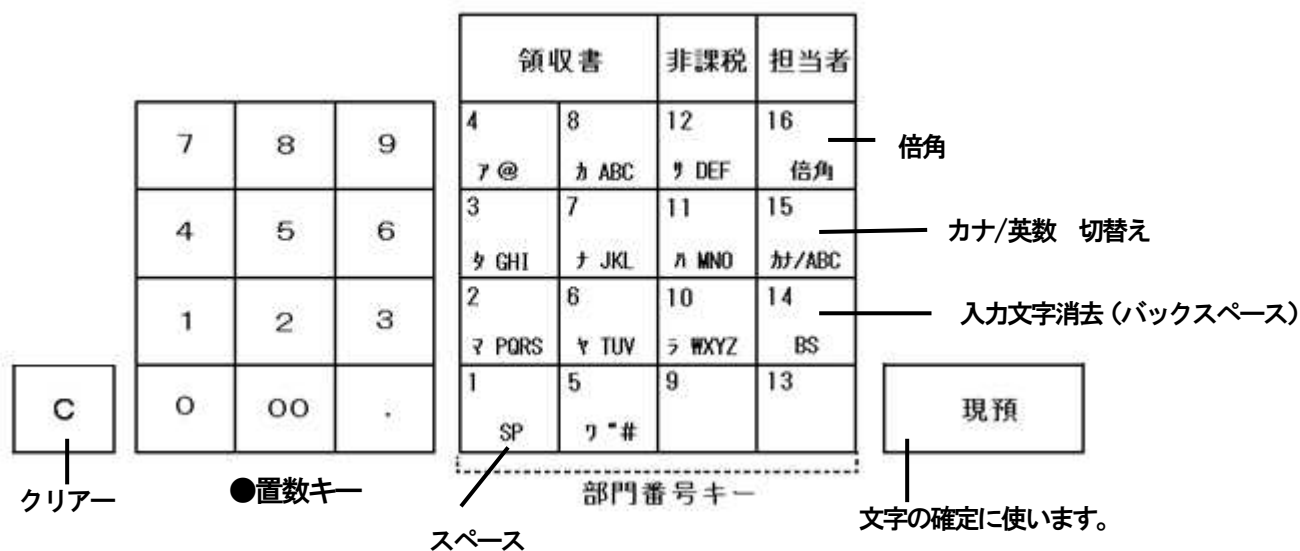 領収書 非課税 担当者
7 8 9
4 8 12 16
ｱ @ ｶ ABC ｻ DEF 倍角
倍角
4 5 6
3 7 11 15
ﾀ GHI ﾅ JKL ﾊ MNO ｶﾅ/ABC
カナ/英数 切替え
1 2 3
2 6 10 14
ﾏ PQRS ﾔ TUV ﾗ WXYZ BS
入力文字消去（バックスペース）
C
0 00 .
1 5 9 13
SP ﾜ ﾞ#
現預
クリアー
●置数キー
部門番号キー
スペース
文字の確定に使います。